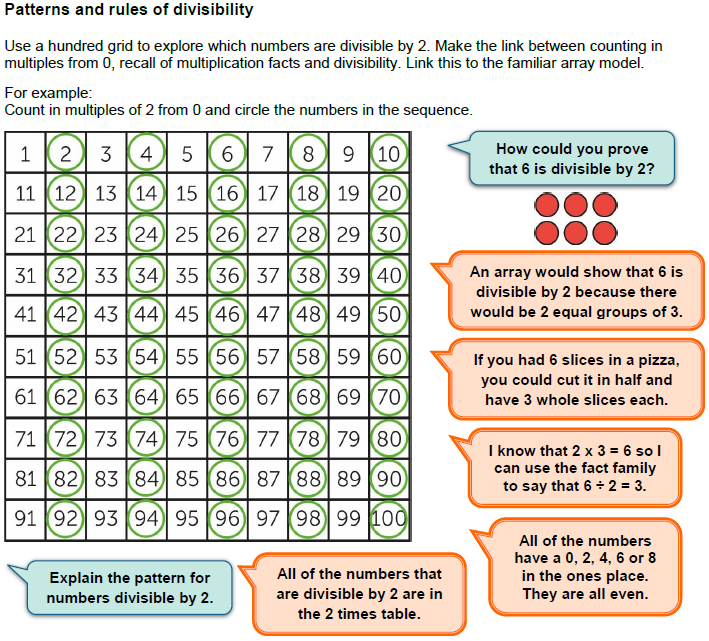 Patterns and rules of divisibility
Use a hundred grid to explore which numbers are divisible by 2. Make the link between counting in
multiples from 0, recall of multiplication facts and divisibility. Link this to the familiar array model.
For example:
Count in multiples of 2 from 0 and circle the numbers in the sequence.
1 2 3 4 5 6 7 8 9 10
11 12 13 14 15 16 17 18 19 20
21 22 23 24 25 26 27 28 29 30
31 32 33 34 35 36 37 38 39 40
41 42 43 44 45 46 47 48 49 50
51 52 53 54 55 56 57 58 59 60
61 62 63 64 65 66 67 68 69 70
71 72 73 74 75 76 77 78 79 80
81 82 83 84 85 86 87 88 89 90
91 92 93 94 95 96 97 98 99 100
How could you prove
that 6 is divisible by 2?
An array would show that 6 is
divisible by 2 because there
would be 2 equal groups of 3.
If you had 6 slices in a pizza,
you could cut it in half and
have 3 whole slices each.
I know that 2 x 3 = 6 so I
can use the fact family
to say that 6 ÷ 2 = 3.
Explain the pattern for
numbers divisible by 2.
All of the numbers that
are divisible by 2 are in
the 2 times table.
All of the numbers
have a 0, 2, 4, 6 or 8
in the ones place.
They are all even.